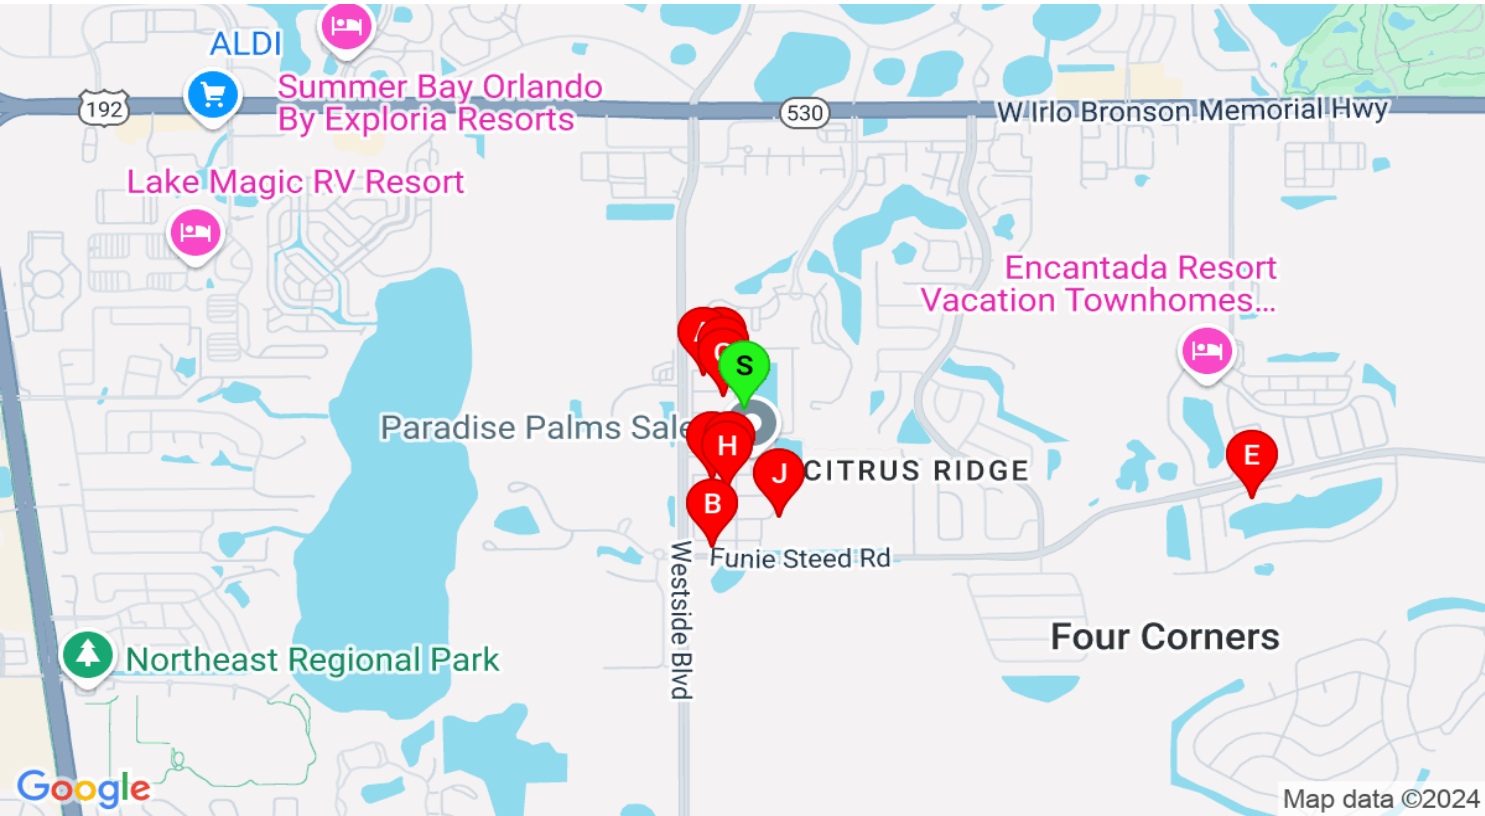 ALDI
192
Summer Bay Orlando
By Exploria Resorts
530
W Irlo Bronson Memorial Hwy
Lake Magic RV Resort
Encantada Resort
Vacation Townhomes...
A
S
Paradise Palms Sale
H
E
J
CITRUS RIDGE
B
Funie Steed Rd
Westside Blvd
Four Corners
Northeast Regional Park
Google
Map data ©2024